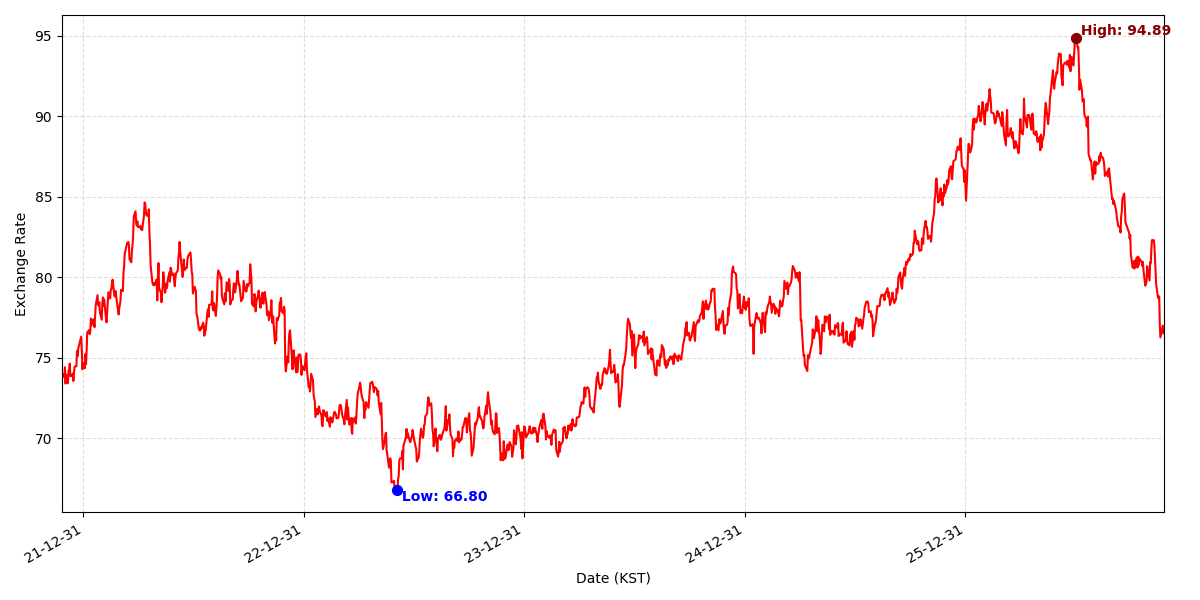 High: 94.89
95
90
85
80
75
70
Exchange Rate
Low: 66.80
21-12-31
22-12-31
23-12-31
24-12-31
25-12-31
Date (KST)